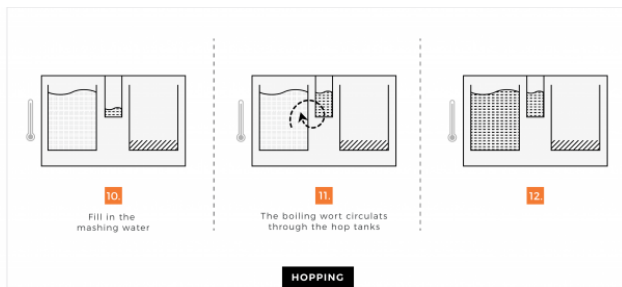 10.
Fill in the
mashing water
11.
The boiling wort circulats
through the hop tanks
12.
HOPPING